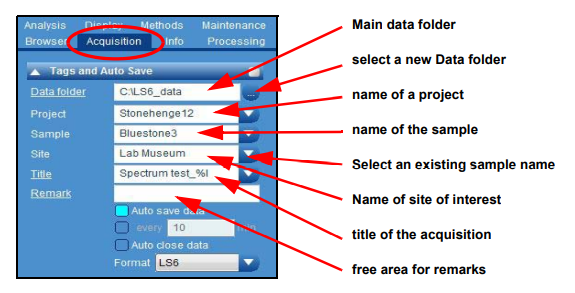 Analysis Display Methods Maintenance
Browser Acquisition Info Processing
Tags and Auto Save
Data folder C:\LS6_data ...
Project Stonehenge12
Sample Bluestone3
Site Lab Museum
Title Spectrum test_%I
Remark
Auto save data
every 10 min
Auto close data
Format LS6
Main data folder
select a new Data folder
name of a project
name of the sample
Select an existing sample name
Name of site of interest
title of the acquisition
free area for remarks